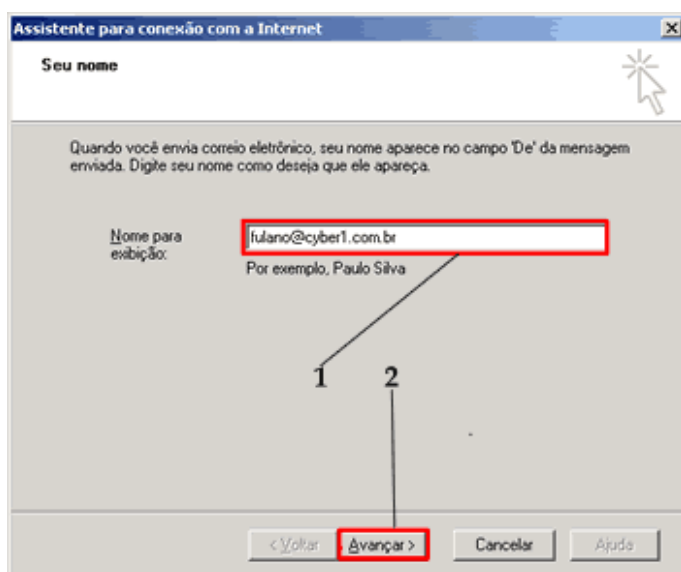 Assistente para conexão com a Internet
Seu nome
Quando você envia correio eletrônico, seu nome aparece no campo 'De' da mensagem
enviada. Digite seu nome como deseja que ele apareça.
Nome para
exibição:
fulano@cyber1.com.br
Por exemplo, Paulo Silva
1 2
< Voltar Avançar > Cancelar Ajuda